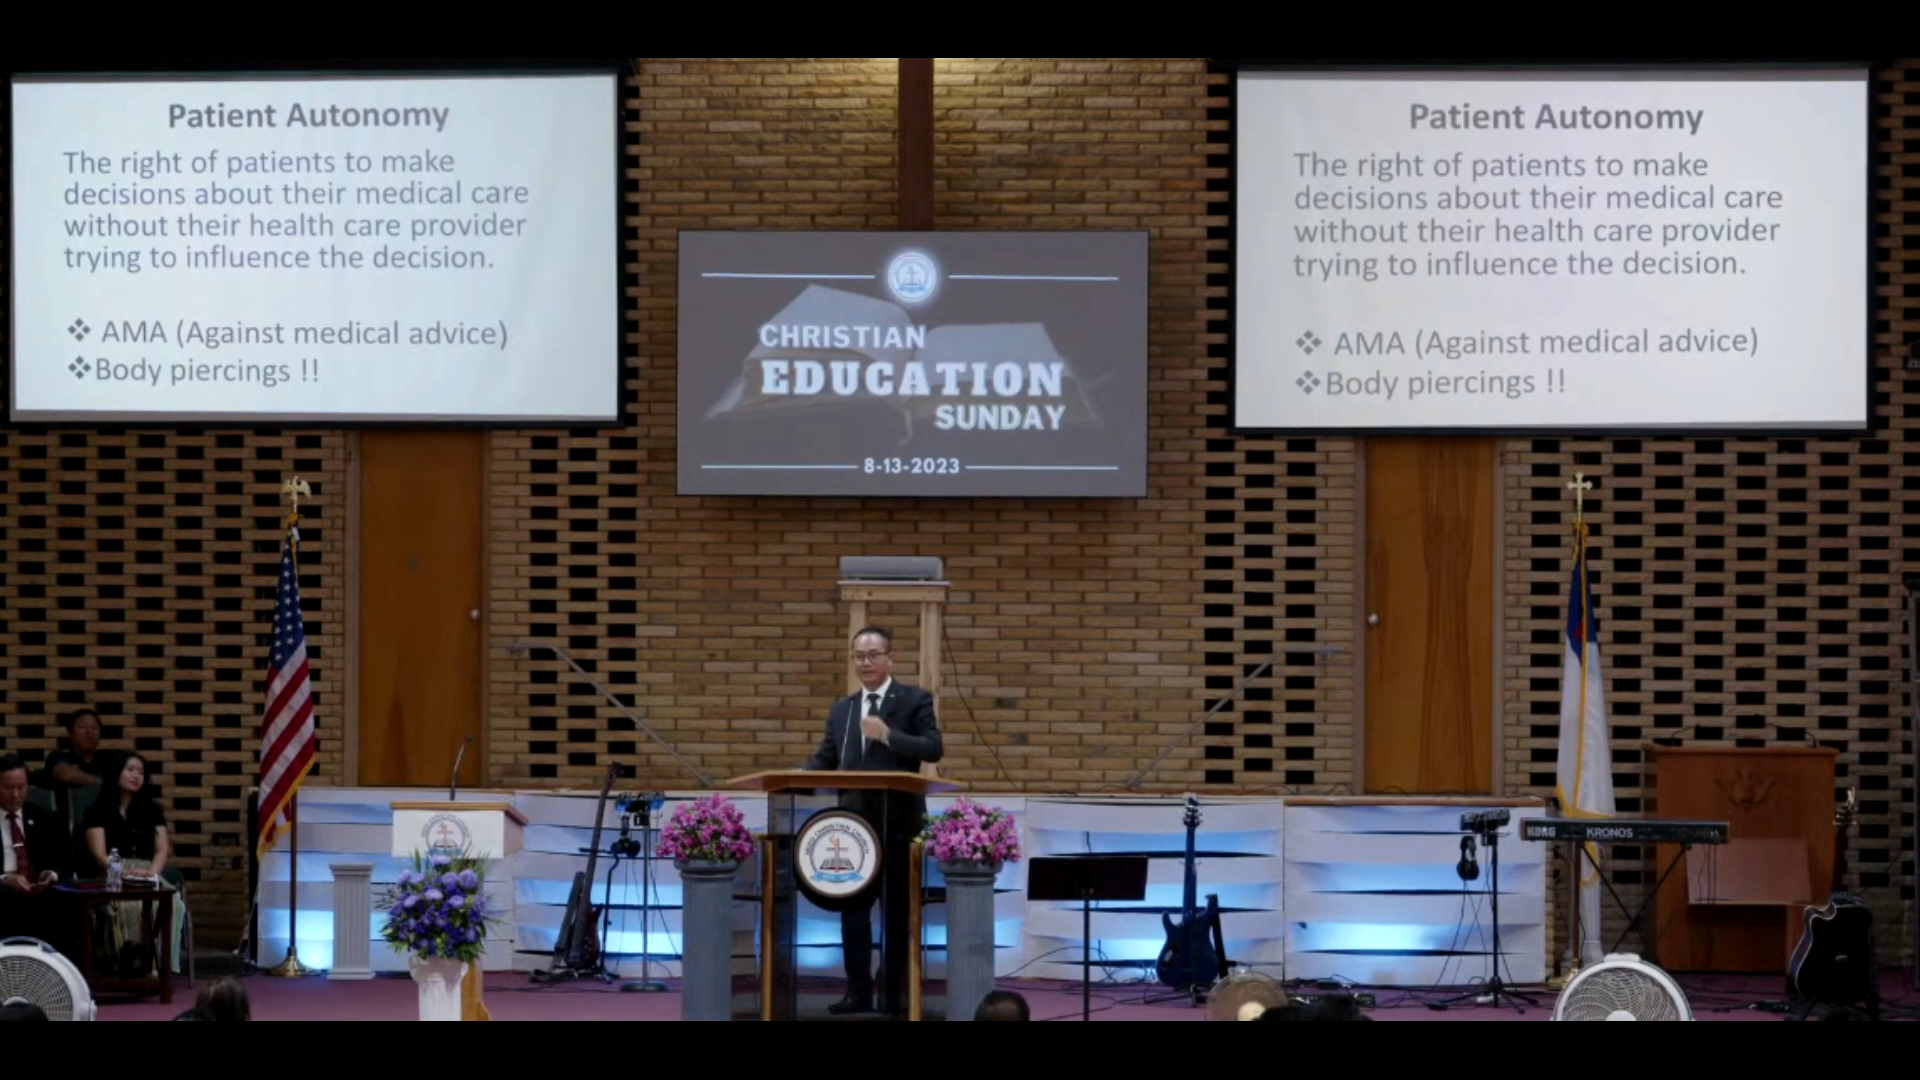 Patient Autonomy
The right of patients to make
decisions about their medical care
without their health care provider
trying to influence the decision.
❖ AMA (Against medical advice)
❖Body piercings !!
CHRISTIAN
EDUCATION
SUNDAY
8-13-2023
Patient Autonomy
The right of patients to make
decisions about their medical care
without their health care provider
trying to influence the decision.
❖ AMA (Against medical advice)
❖Body piercings !!
KORG KRONOS
CHRISTIAN CHURCH